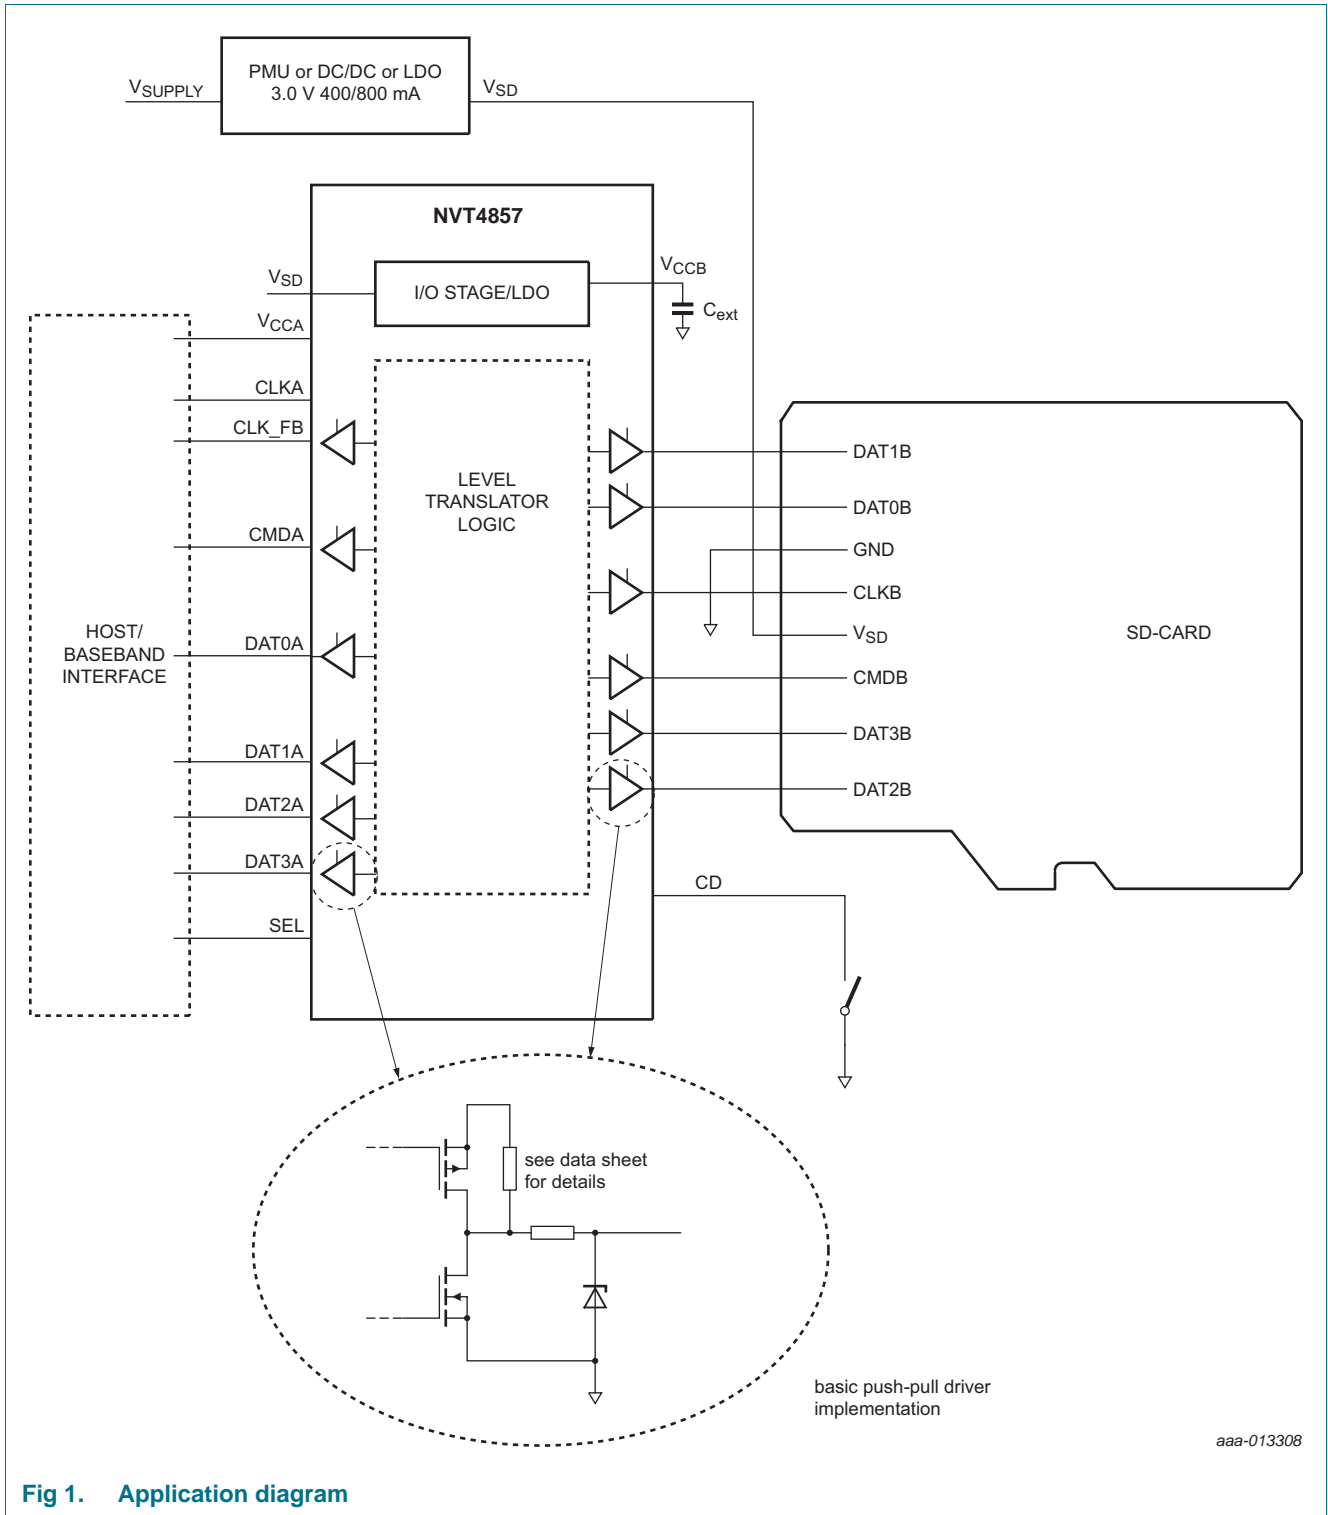 PMU or DC/DC or LDO
3.0 V 400/800 mA
VSUPPLY
VSD
NVT4857
VSD
I/O STAGE/LDO
VCCB
Cext
VCCA
CLKA
CLK_FB
CMDA
DAT0A
DAT1A
DAT2A
DAT3A
SEL
HOST/
BASEBAND
INTERFACE
LEVEL
TRANSLATOR
LOGIC
DAT1B
DAT0B
GND
CLKB
VSD
CMDB
DAT3B
DAT2B
SD-CARD
CD
see data sheet
for details
basic push-pull driver
implementation
aaa-013308
Fig 1. Application diagram